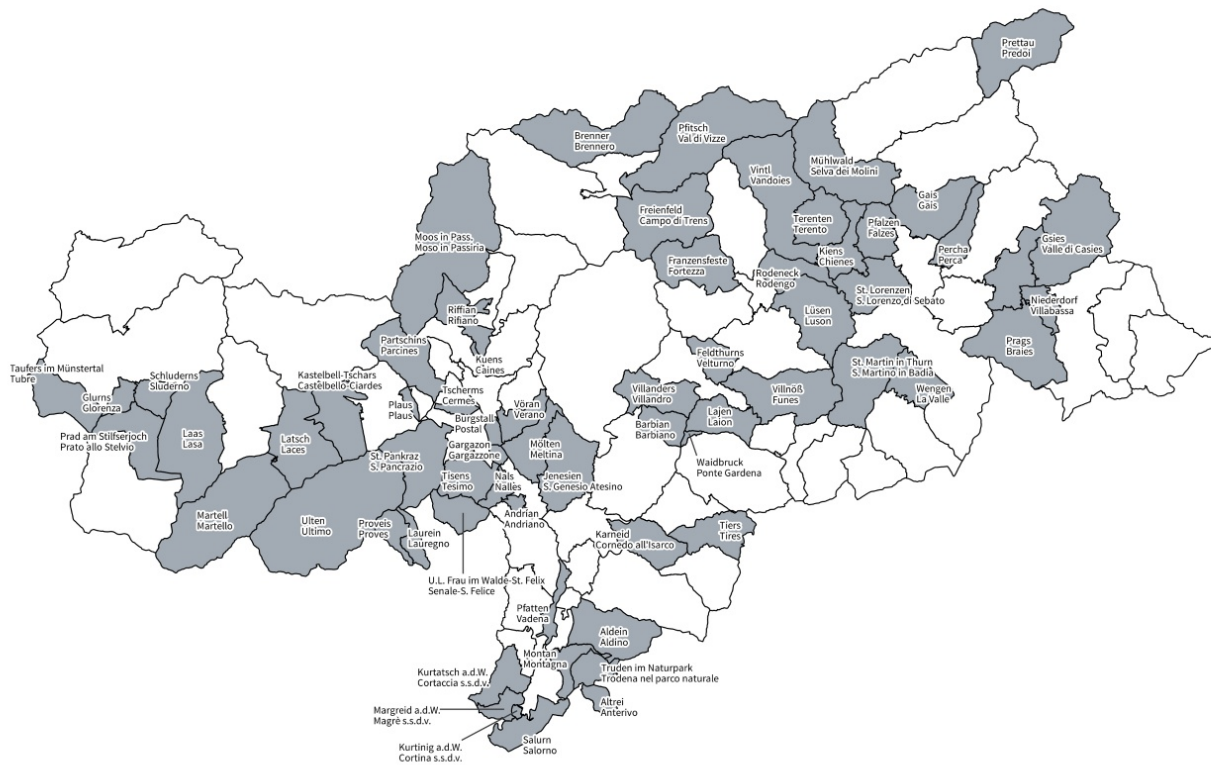 Prettau
Predoi
Brenner
Brennero
Pfitsch
Val di Vizze
Mühlwald
Selva dei Molini
Vintl
Vandoies
Gais
Gais
Freienfeld
Campo di Trens
Terenten
Terento
Pfalzen
Falzes
Moos in Pass.
Moso in Passiria
Gsies
Valle di Casies
Percha
Perca
Kiens
Chienes
Franzensfeste
Fortezza
Rodeneck
Rodengo
St. Lorenzen
S. Lorenzo di Sebato
Niederdorf
Villabassa
Riffian
Rifiano
Lüsen
Luson
Partschins
Parcines
Prags
Braies
Kuens
Caines
Feldthurns
Velturno
St. Martin in Thurn
S. Martino in Badia
Taufers im Münstertal
Tubre
Schluderns
Sluderno
Kastelbell-Tschars
Castelbello-Ciardes
Tscherms
Cermes
Villanders
Villandro
Villnöß
Funes
Wengen
La Valle
Glurns
Glorenza
Plaus
Plaus
Vöran
Verano
Lajen
Laion
Burgstall
Postal
Barbian
Barbiano
Prad am Stilfserjoch
Prato allo Stelvio
Laas
Lasa
Latsch
Laces
Gargazon
Gargazzone
Mölten
Meltina
St. Pankraz
S. Pancrazio
Waidbruck
Ponte Gardena
Tisens
Tesimo
Nals
Nalles
Jenesien
S. Genesio Atesino
Martell
Martello
Ulten
Ultimo
Proveis
Proves
Laurein
Lauregno
Andrian
Andriano
Karneid
Cornedo all'Isarco
Tiers
Tires
U.L. Frau im Walde-St. Felix
Senale-S. Felice
Pfatten
Vadena
Aldein
Aldino
Montan
Montagna
Truden im Naturpark
Trodena nel parco naturale
Kurtatsch a.d.W.
Cortaccia s.s.d.v.
Altrei
Anterivo
Margreid a.d.W.
Magrè s.s.d.v.
Kurtinig a.d.W.
Cortina s.s.d.v.
Salurn
Salorno